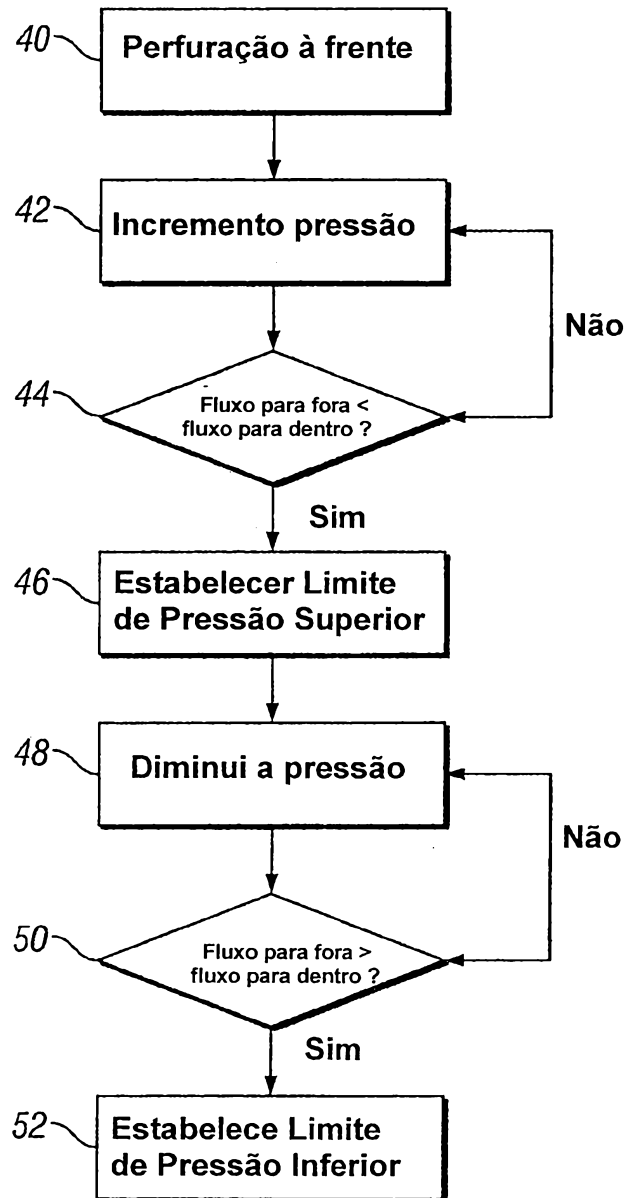 40
Perfuração à frente
42
Incremento pressão
Não
44
Fluxo para fora <
fluxo para dentro ?
Sim
46
Estabelecer Limite
de Pressão Superior
48
Diminui a pressão
Não
50
Fluxo para fora >
fluxo para dentro ?
Sim
52
Estabelece Limite
de Pressão Inferior